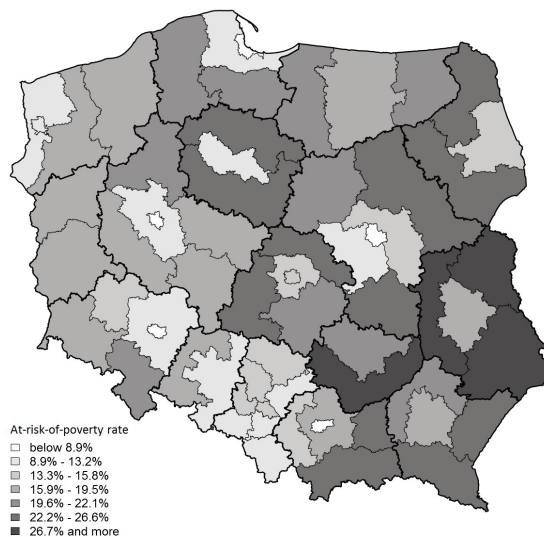 At-risk-of-poverty rate
below 8.9%
8.9% - 13.2%
13.3% - 15.8%
15.9% - 19.5%
19.6% - 22.1%
22.2% - 26.6%
26.7% and more